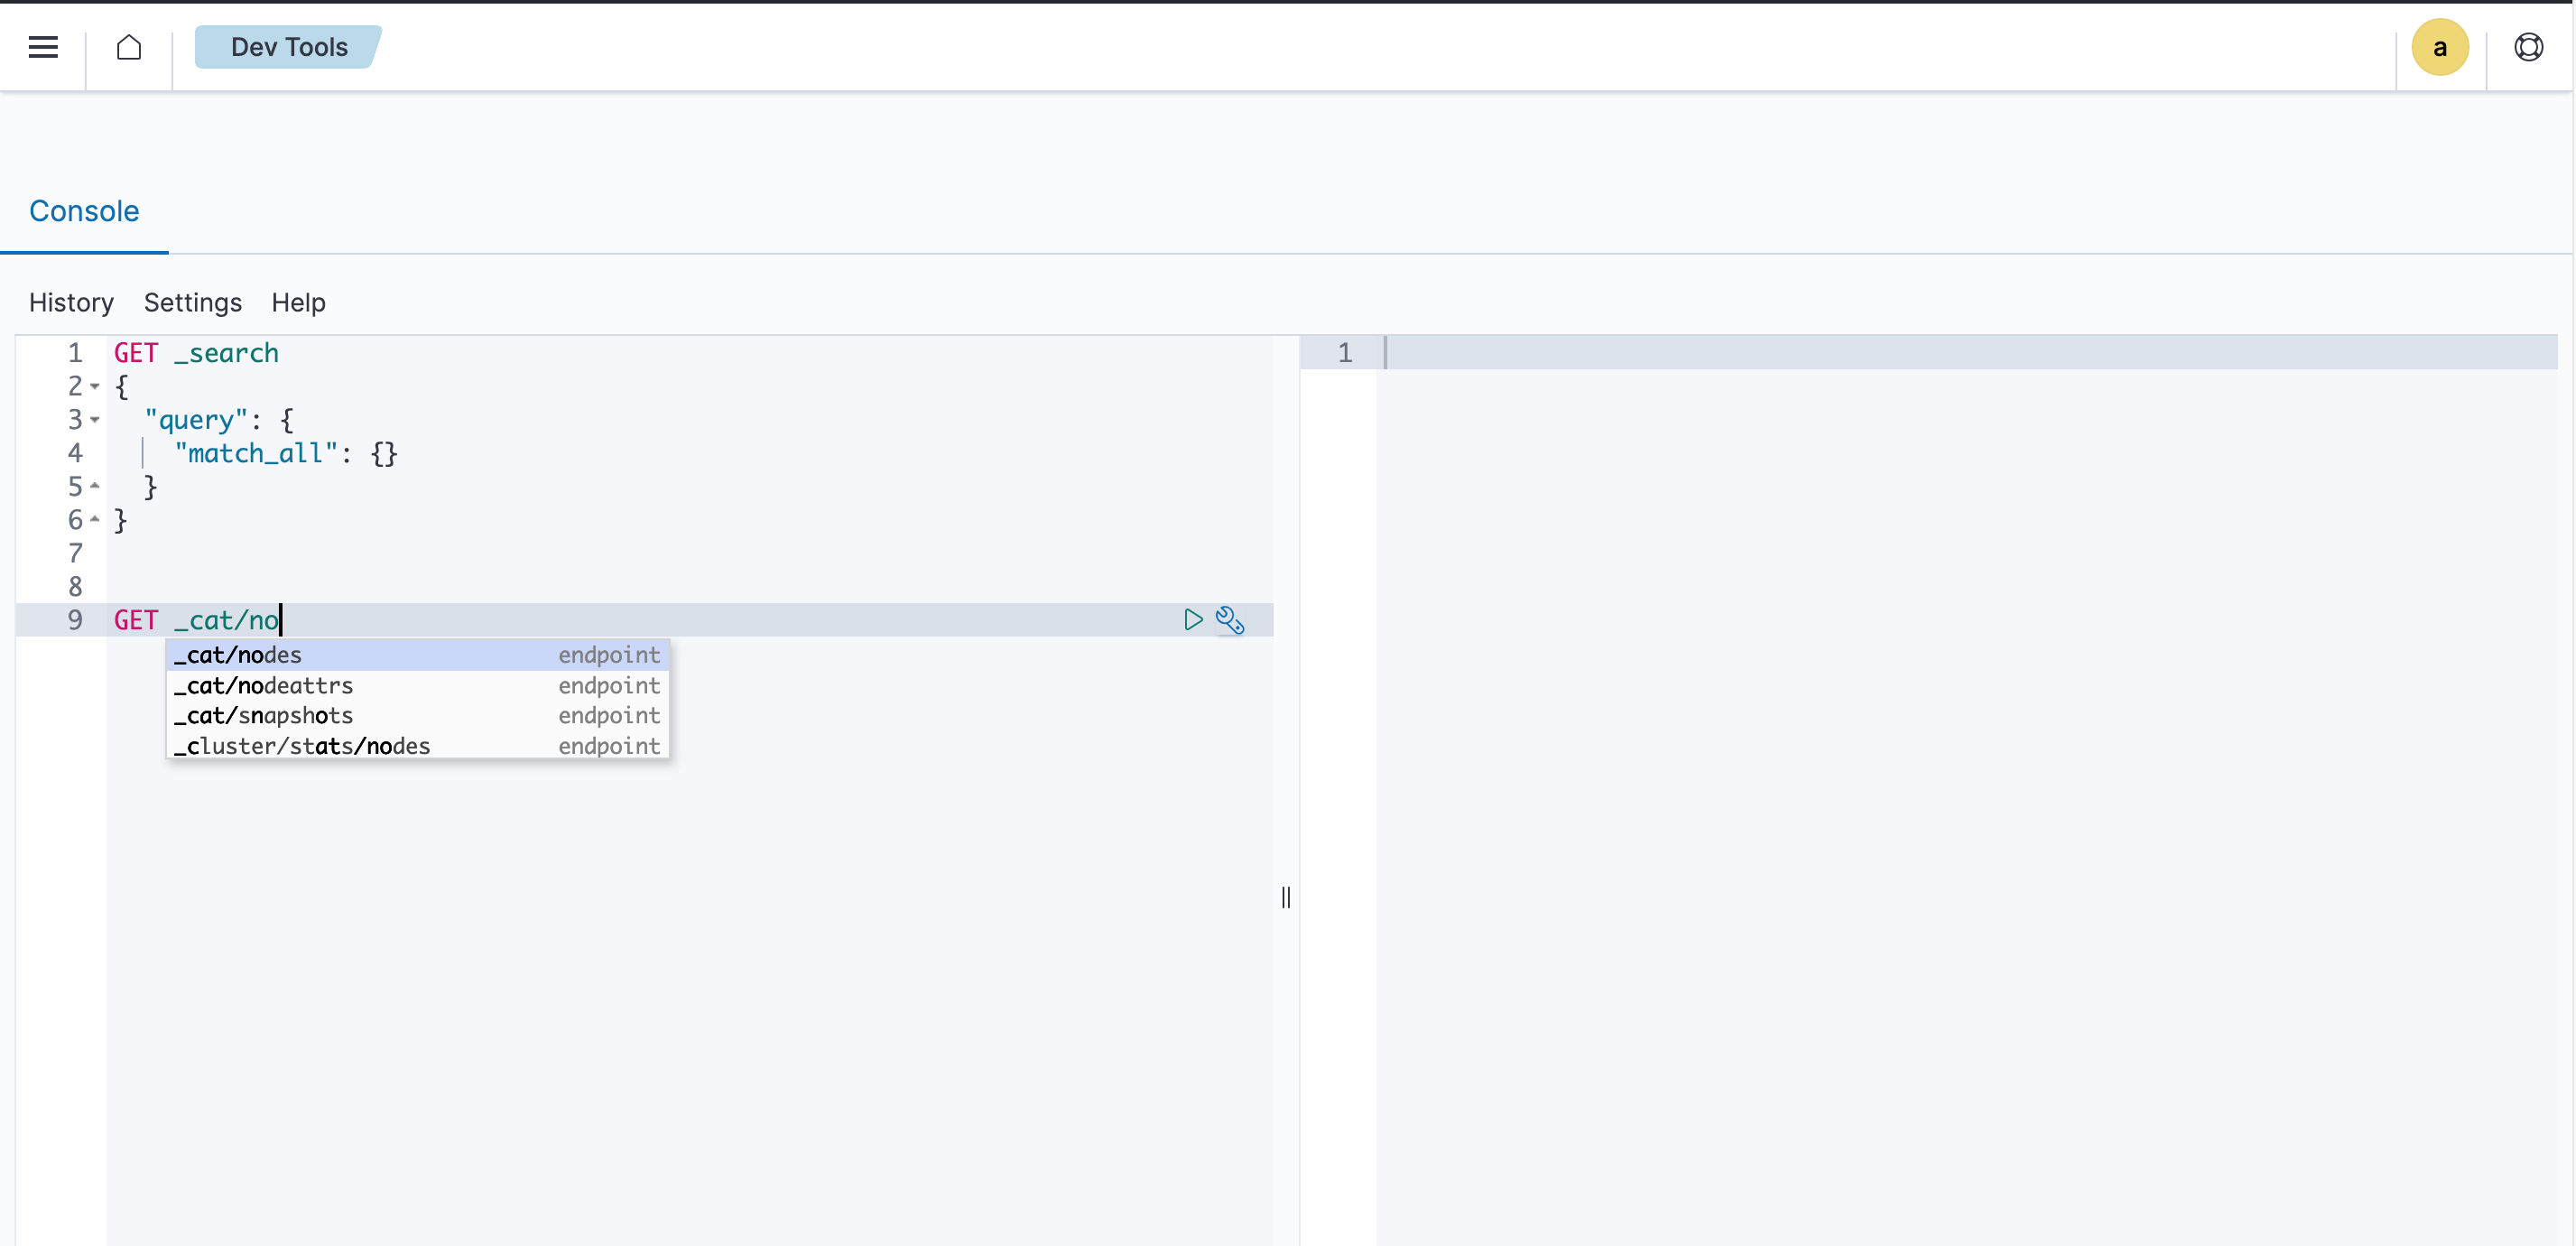 Dev Tools
a
Console
History Settings Help
1 GET _search
2 {
3 "query": {
4 "match_all": {}
5 }
6 }
7
8
9 GET _cat/no
_cat/nodes endpoint
_cat/nodeattrs endpoint
_cat/snapshots endpoint
_cluster/stats/nodes endpoint
1